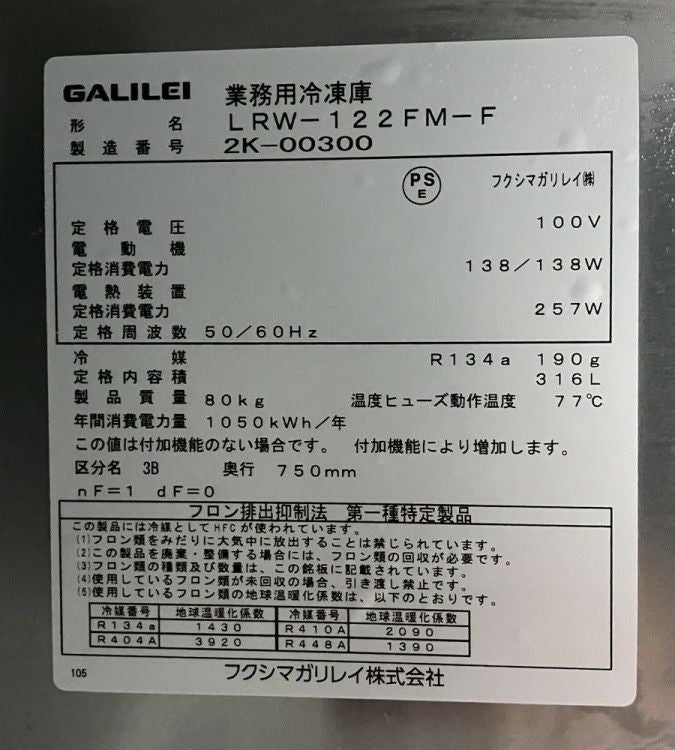 GALILEI 業務用冷凍庫
形名 LRW-122FM-F
製造番号 2K-00300
PSE フクシマガリレイ㈱
定格電圧 100V
電動機
定格消費電力 138/138W
電熱装置
定格消費電力 257W
定格周波数 50/60Hz
冷媒 R134a 190g
定格内容積 316L
製品質量 80kg 温度ヒューズ動作温度 77℃
年間消費電力量 1050kWh/年
この値は付加機能のない場合です。 付加機能により増加します。
区分名 3B 奥行 750mm
nF=1 dF=0
フロン排出抑制法 第一種特定製品
この製品には冷媒としてHFCが使われています。
(1)フロン類をみだりに大気中に放出することは禁じられています。
(2)この製品を廃棄・整備する場合には、フロン類の回収が必要です。
(3)フロン類の種類及び数量は、この銘板に記載されています。
(4)使用しているフロン類が未回収の場合、引き渡し禁止です。
(5)使用しているフロン類の地球温暖化係数は、以下のとおりです。
冷媒番号 地球温暖化係数 冷媒番号 地球温暖化係数
R134a 1430 R410A 2090
R404A 3920 R448A 1390
105 フクシマガリレイ株式会社